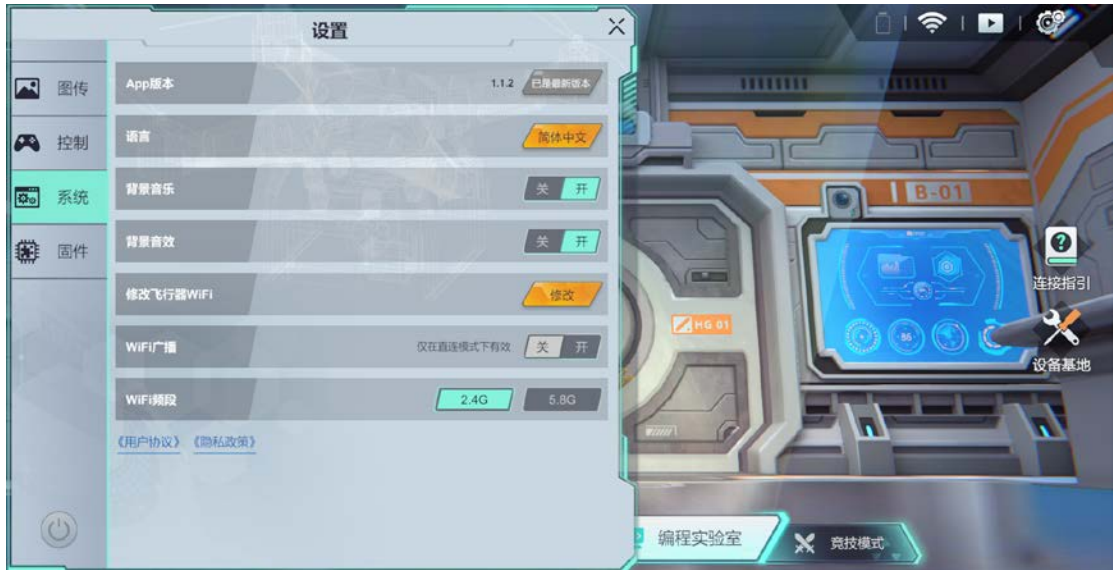 设置
图传
控制
系统
固件
App版本
1.1.2 已是最新版本
语言
简体中文
背景音乐
关 开
背景音效
关 开
修改飞行器WiFi
修改
WiFi广播
仅在直连模式下有效 关 开
WiFi频段
2.4G 5.8G
《用户协议》 《隐私政策》
B-01
HG 01
86
连接指引
设备基地
编程实验室
竞技模式